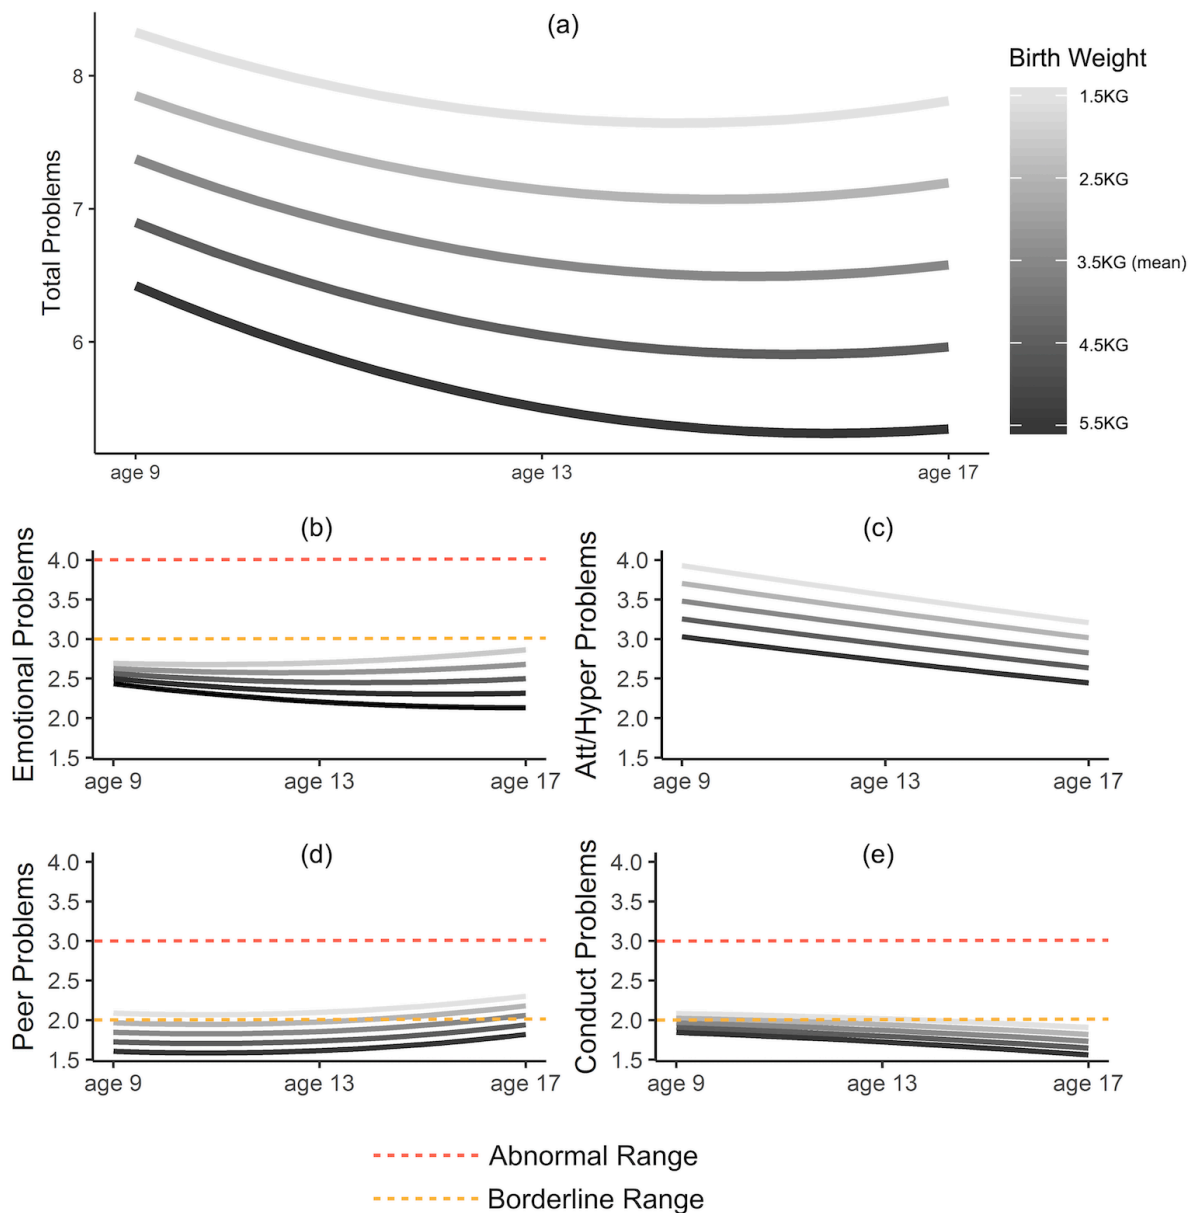 (a)
Total Problems
8
7
6
age 9
age 13
age 17
Birth Weight
1.5KG
2.5KG
3.5KG (mean)
4.5KG
5.5KG
(b)
Emotional Problems
4.0
3.5
3.0
2.5
2.0
1.5
age 9
age 13
age 17
(c)
Att/Hyper Problems
4.0
3.5
3.0
2.5
2.0
1.5
age 9
age 13
age 17
(d)
Peer Problems
4.0
3.5
3.0
2.5
2.0
1.5
age 9
age 13
age 17
(e)
Conduct Problems
4.0
3.5
3.0
2.5
2.0
1.5
age 9
age 13
age 17
Abnormal Range
Borderline Range